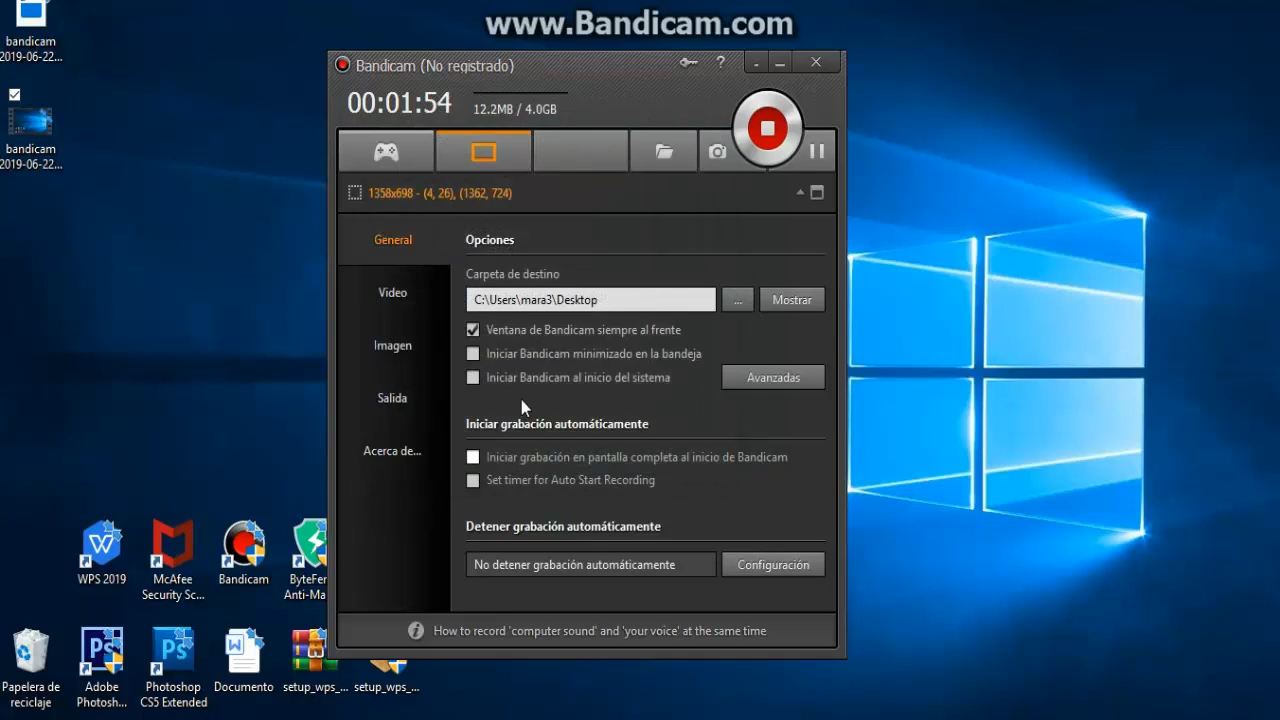 www.Bandicam.com
bandicam
2019-06-22...
bandicam
2019-06-22...
Bandicam (No registrado)
?
00:01:54
12.2MB / 4.0GB
1358x698 - (4, 26), (1362, 724)
General
Video
Imagen
Salida
Acerca de...
Opciones
Carpeta de destino
C:\Users\mara3\Desktop
...
Mostrar
Ventana de Bandicam siempre al frente
Iniciar Bandicam minimizado en la bandeja
Iniciar Bandicam al inicio del sistema
Avanzadas
Iniciar grabación automáticamente
Iniciar grabación en pantalla completa al inicio de Bandicam
Set timer for Auto Start Recording
Detener grabación automáticamente
No detener grabación automáticamente
Configuración
How to record 'computer sound' and 'your voice' at the same time
WPS 2019
McAfee
Security Sc...
Bandicam
ByteFen
Anti-Ma
Papelera de
reciclaje
Adobe
Photosh...
Photoshop
CS5 Extended
Documento
setup_wps_...
setup_wps_...